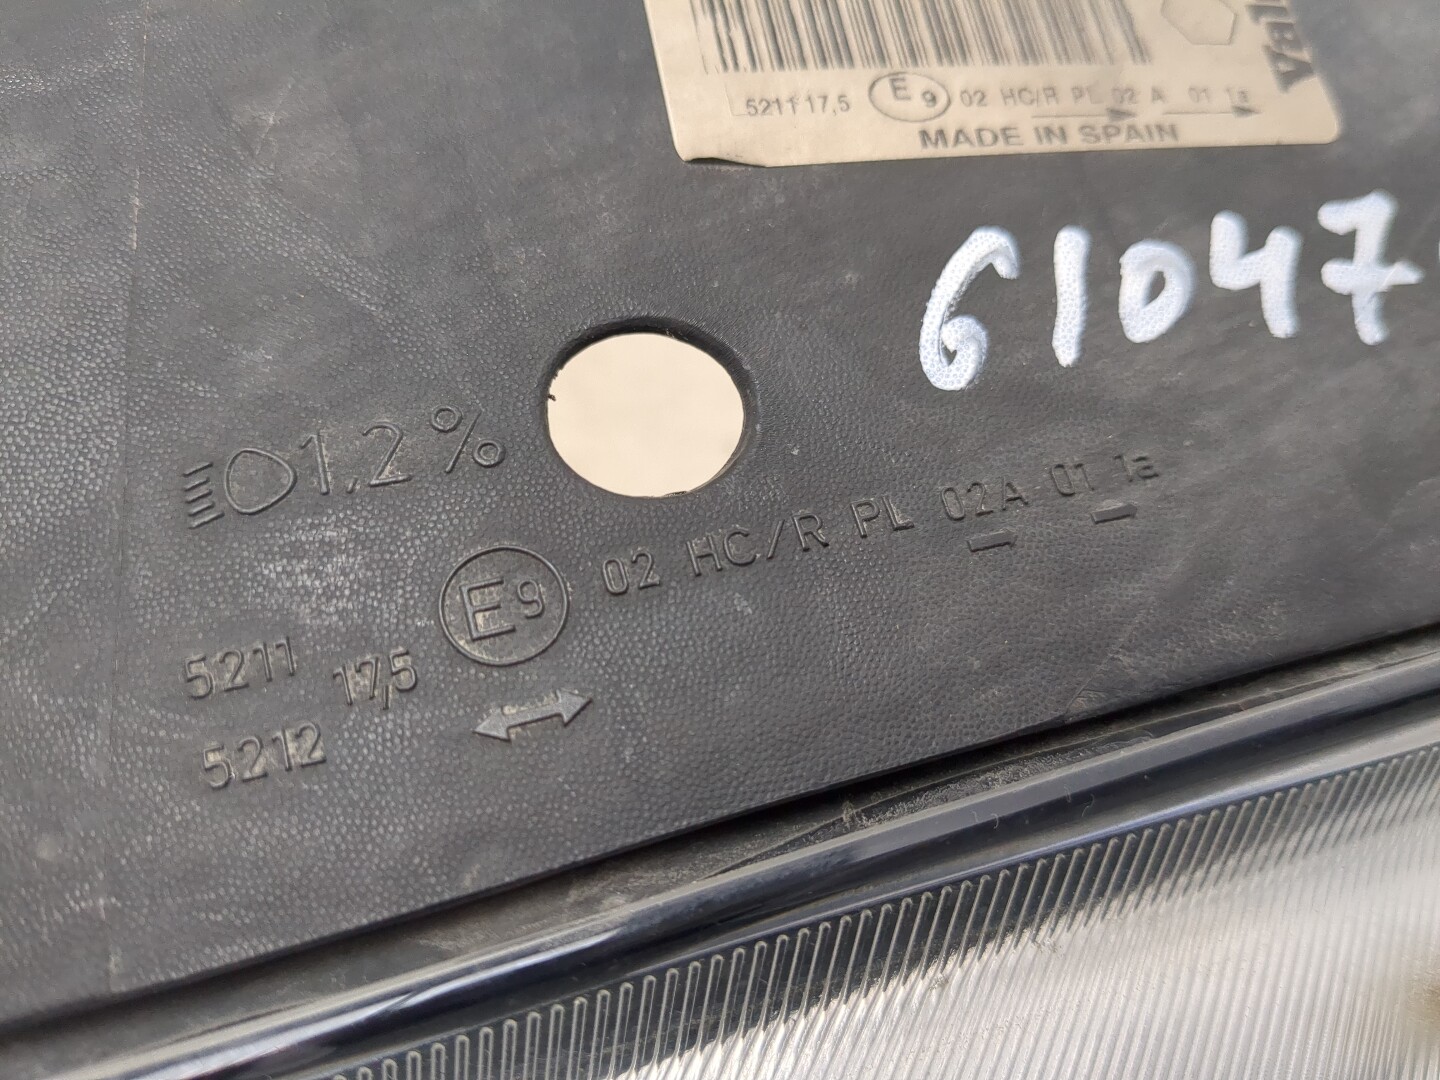 5211 17,5 E9 02 HC/R PL 02 A 01 1a
MADE IN SPAIN
61047
1,2%
E9 02 HC/R PL 02A 01 1a
5211 17,5
5212